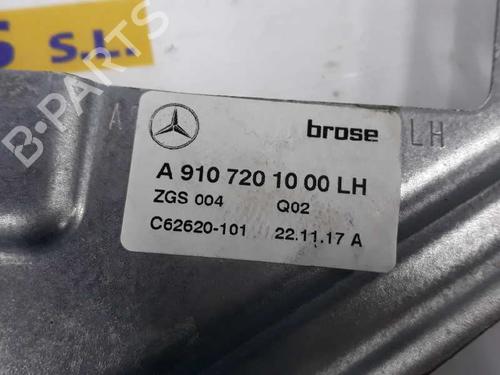 S S.L.
B-PARTS
A
brose
LH
A 910 720 10 00 LH
ZGS 004 Q02
C62620-101 22.11.17 A